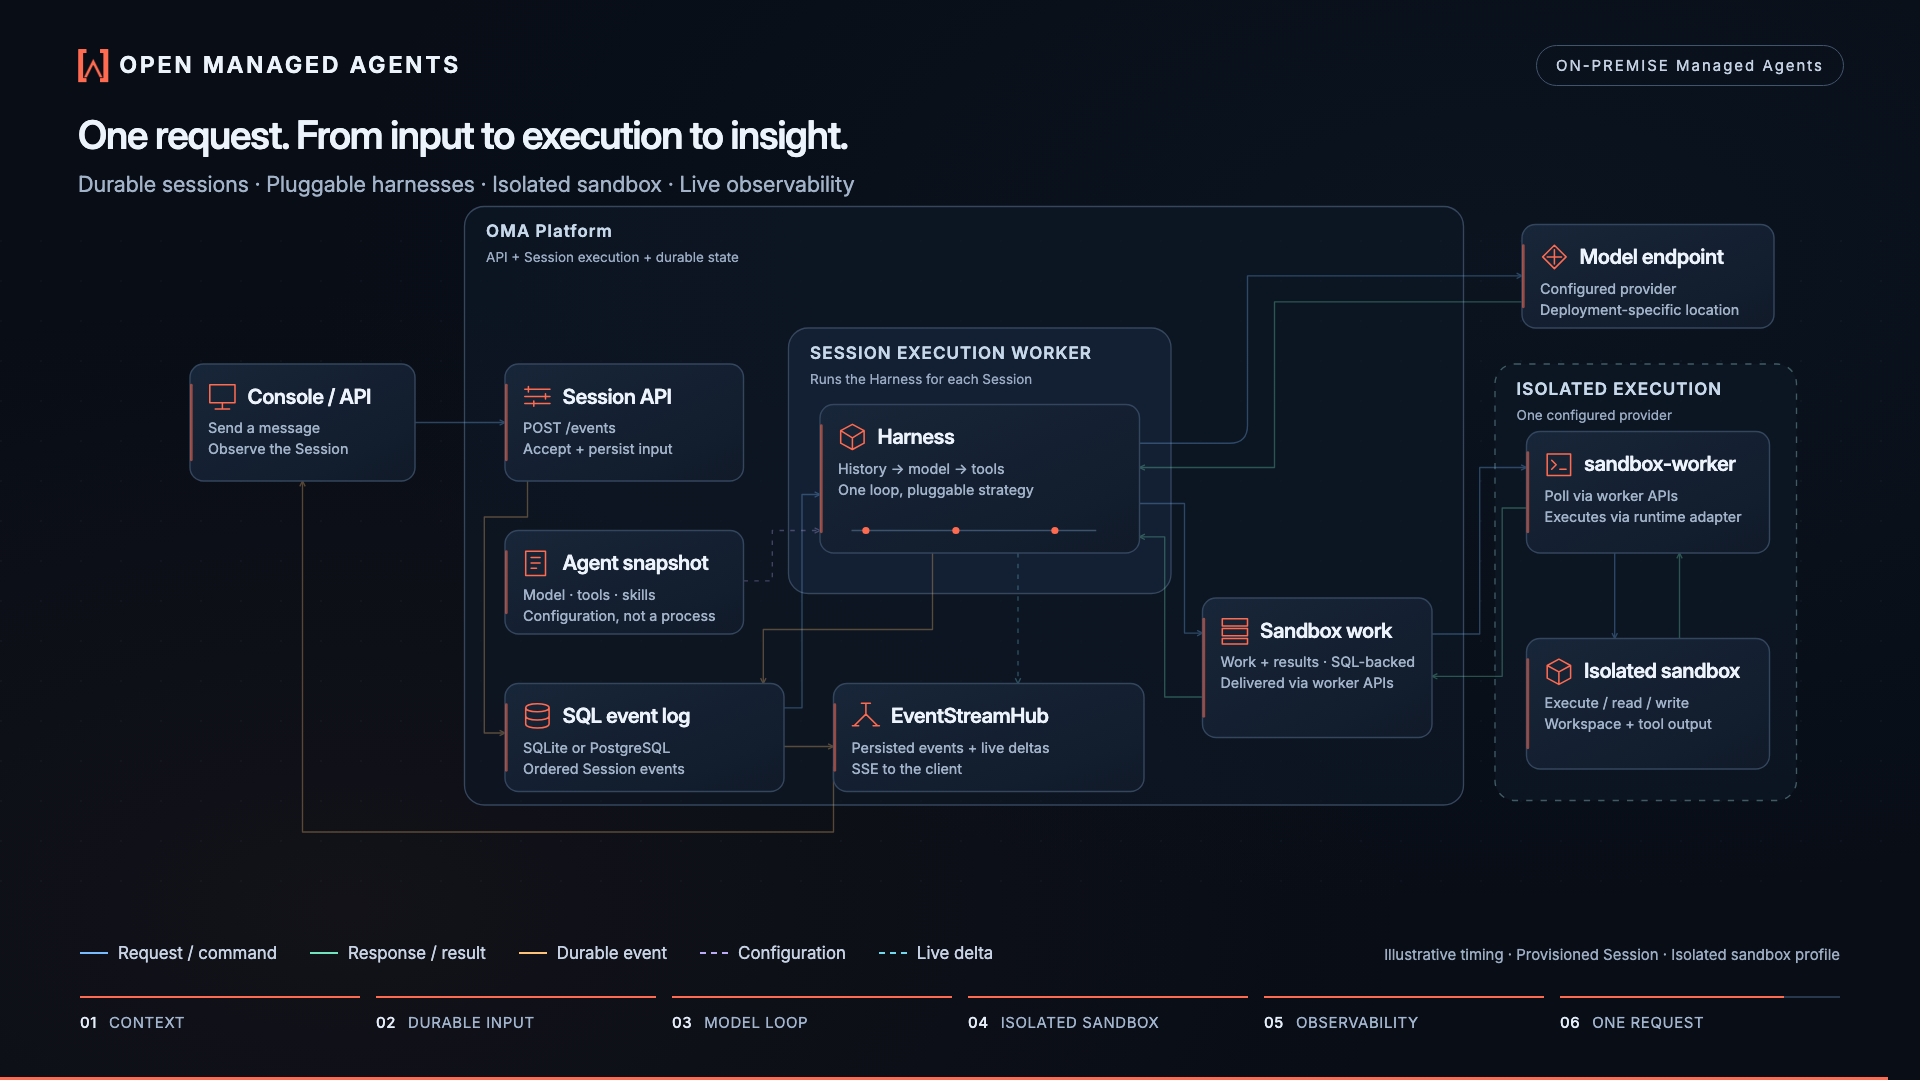 OPEN MANAGED AGENTS
ON-PREMISE Managed Agents
One request. From input to execution to insight.
Durable sessions · Pluggable harnesses · Isolated sandbox · Live observability
OMA Platform
API + Session execution + durable state
Model endpoint
Configured provider
Deployment-specific location
Console / API
Send a message
Observe the Session
Session API
POST /events
Accept + persist input
SESSION EXECUTION WORKER
Runs the Harness for each Session
Harness
History → model → tools
One loop, pluggable strategy
ISOLATED EXECUTION
One configured provider
sandbox-worker
Poll via worker APIs
Executes via runtime adapter
Agent snapshot
Model · tools · skills
Configuration, not a process
Sandbox work
Work + results · SQL-backed
Delivered via worker APIs
Isolated sandbox
Execute / read / write
Workspace + tool output
SQL event log
SQLite or PostgreSQL
Ordered Session events
EventStreamHub
Persisted events + live deltas
SSE to the client
Request / command
Response / result
Durable event
Configuration
Live delta
Illustrative timing · Provisioned Session · Isolated sandbox profile
01 CONTEXT
02 DURABLE INPUT
03 MODEL LOOP
04 ISOLATED SANDBOX
05 OBSERVABILITY
06 ONE REQUEST